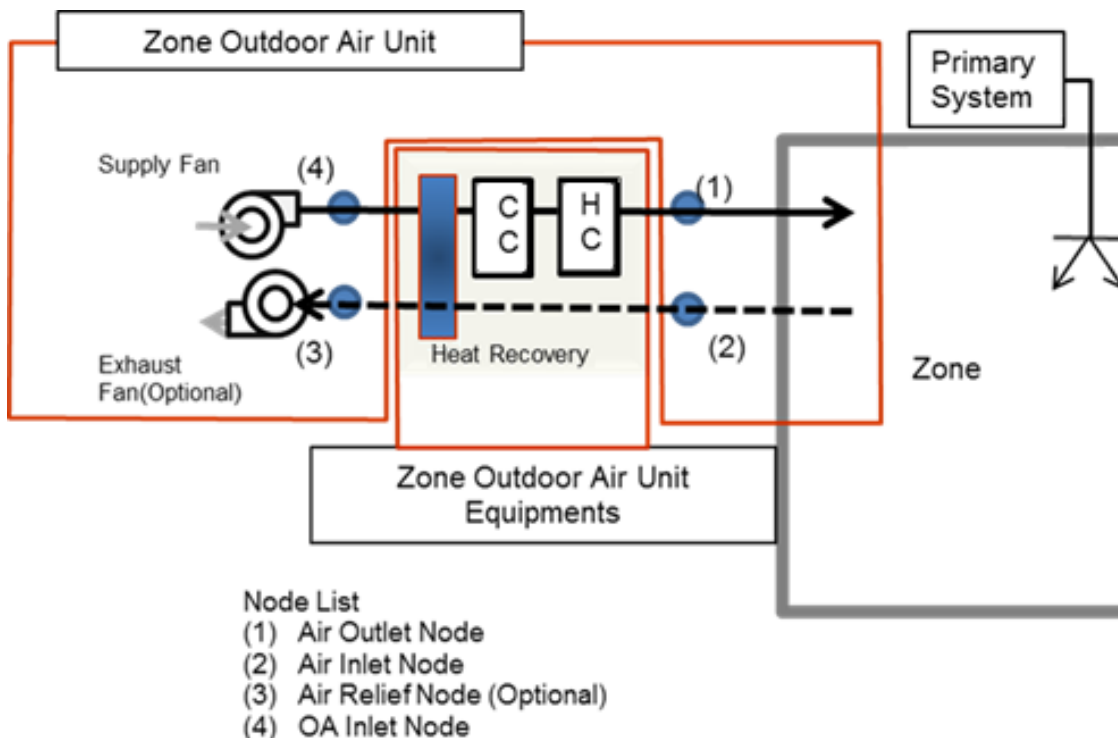 Zone Outdoor Air Unit
Primary
System
Supply Fan
(4)
(1)
C
C
H
C
(3)
Heat Recovery
(2)
Exhaust
Fan(Optional)
Zone
Zone Outdoor Air Unit
Equipments
Node List
(1) Air Outlet Node
(2) Air Inlet Node
(3) Air Relief Node (Optional)
(4) OA Inlet Node